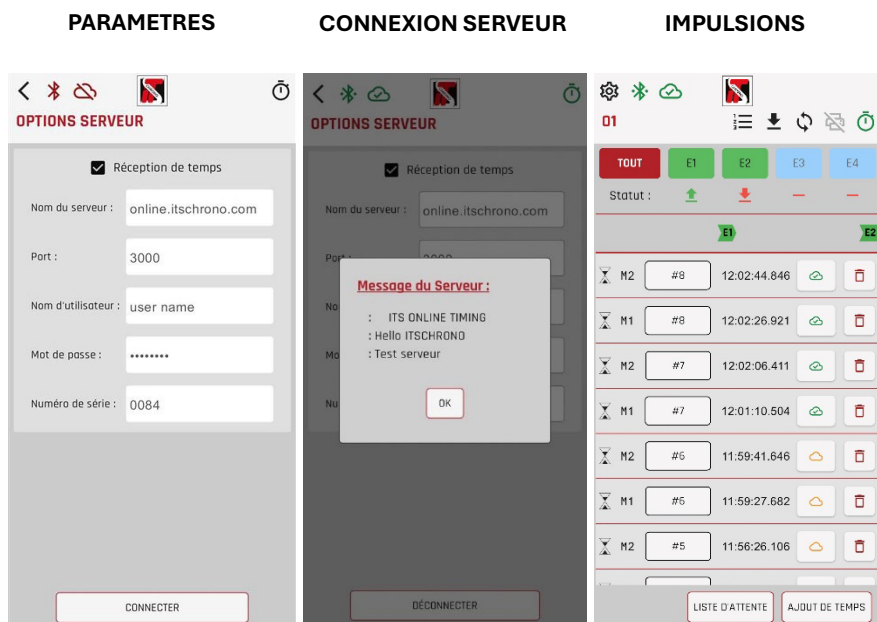 PARAMETRES
OPTIONS SERVEUR
Réception de temps
Nom du serveur : online.itschrono.com
Port : 3000
Nom d'utilisateur : user name
Mot de passe : ••••••••
Numéro de série : 0084
CONNECTER
CONNEXION SERVEUR
OPTIONS SERVEUR
Réception de temps
Nom du serveur : online.itschrono.com
Port : 3000
No
Mo
Nu
Message du Serveur :
: ITS ONLINE TIMING
: Hello ITSCHRONO
: Test serveur
OK
DÉCONNECTER
IMPULSIONS
01
TOUT E1 E2 E3 E4
Statut :
E1 E2
M2 #8 12:02:44.846
M1 #8 12:02:26.921
M2 #7 12:02:06.411
M1 #7 12:01:10.504
M2 #6 11:59:41.646
M1 #6 11:59:27.682
M2 #5 11:56:26.106
LISTE D'ATTENTE AJOUT DE TEMPS